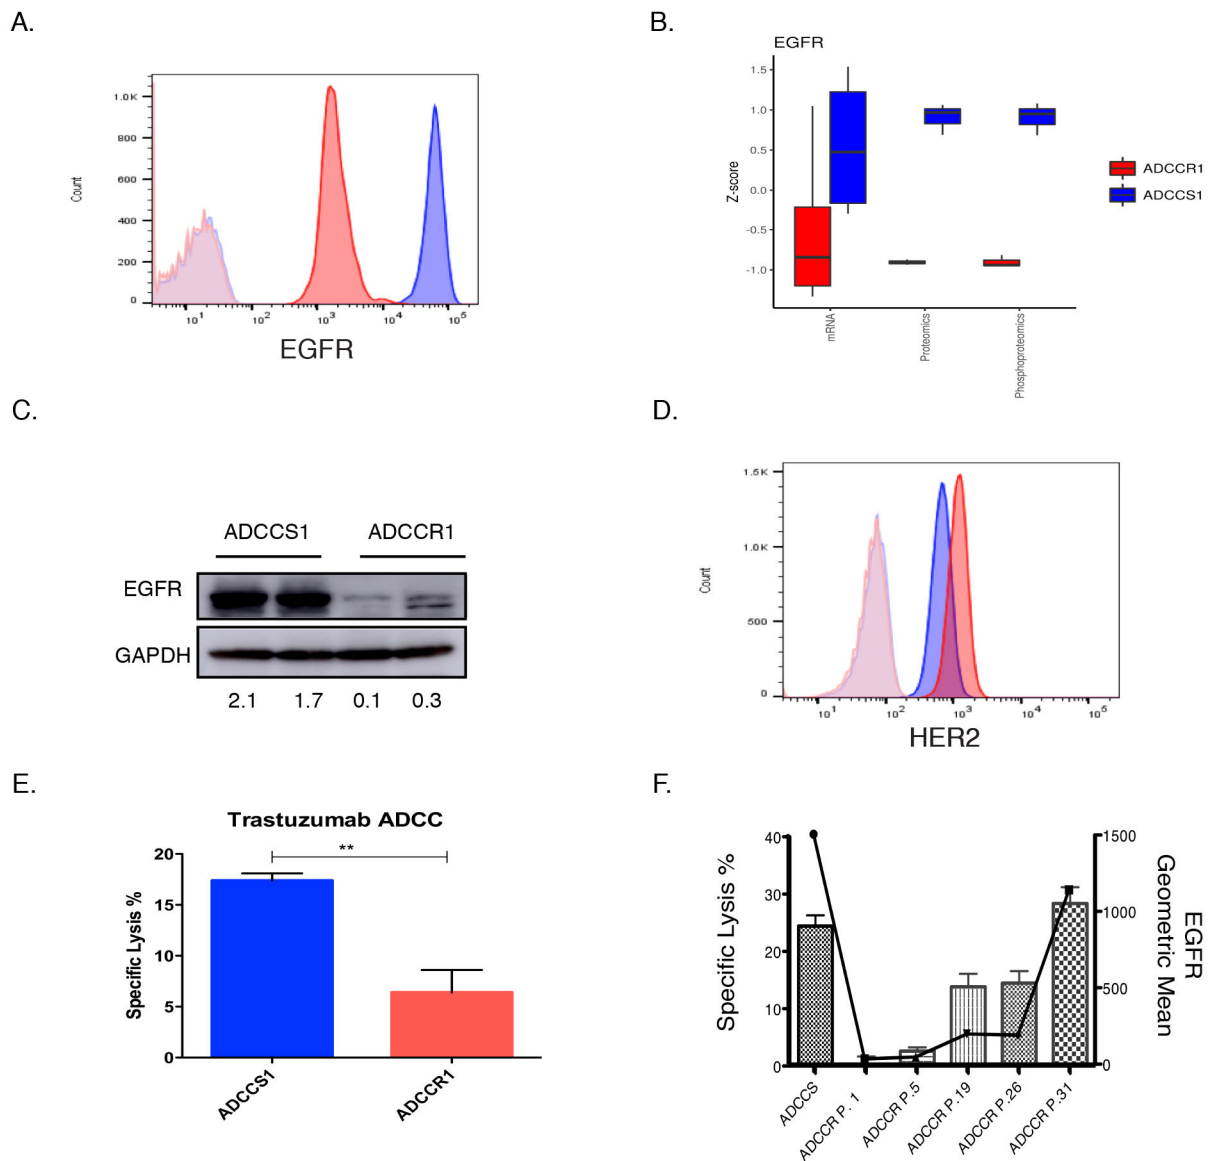 A.
1.0K
800
600
400
200
0
Count
10¹ 10² 10³ 10⁴ 10⁵
EGFR
B.
EGFR
1.5
1.0
0.5
0.0
-0.5
-1.0
Z-score
mRNA
Proteomics
Phosphoproteomics
ADCCR1
ADCCS1
C.
ADCCS1 ADCCR1
EGFR
GAPDH
2.1 1.7 0.1 0.3
D.
1.5K
1.0K
500
0
Count
10¹ 10² 10³ 10⁴ 10⁵
HER2
E.
Trastuzumab ADCC
**
20
15
10
5
0
Specific Lysis %
ADCCS1
ADCCR1
F.
40
30
20
10
0
Specific Lysis %
1500
1000
500
0
EGFR
Geometric Mean
ADCCS
ADCCR P. 1
ADCCR P.5
ADCCR P.19
ADCCR P.26
ADCCR P.31